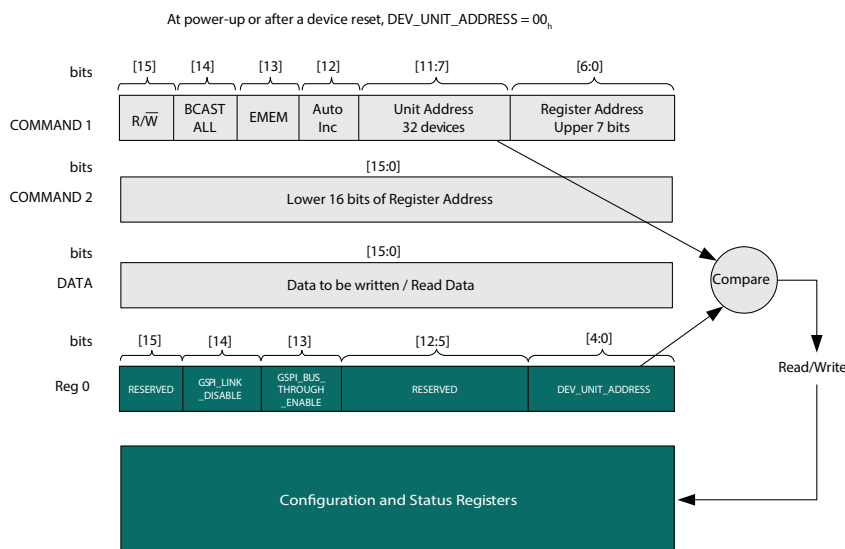 At power-up or after a device reset, DEV_UNIT_ADDRESS = 00h
bits [15] [14] [13] [12] [11:7] [6:0]
COMMAND 1
R/W̅
BCAST
ALL
EMEM
Auto
Inc
Unit Address
32 devices
Register Address
Upper 7 bits
bits [15:0]
COMMAND 2
Lower 16 bits of Register Address
bits [15:0]
DATA
Data to be written / Read Data
Compare
bits [15] [14] [13] [12:5] [4:0]
Reg 0
RESERVED
GSPI_LINK
_DISABLE
GSPI_BUS_
THROUGH
_ENABLE
RESERVED
DEV_UNIT_ADDRESS
Read/Write
Configuration and Status Registers